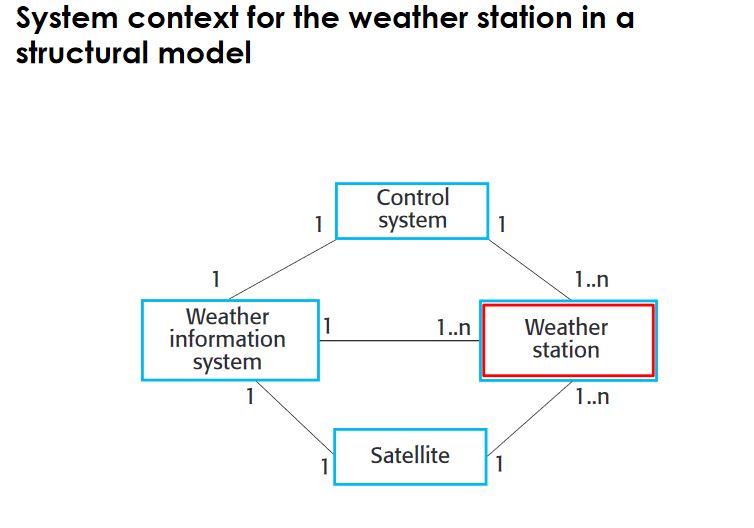 System context for the weather station in a
structural model
Control
system
1
1
1
1..n
Weather
information
system
1
1..n
Weather
station
1
1..n
Satellite
1
1